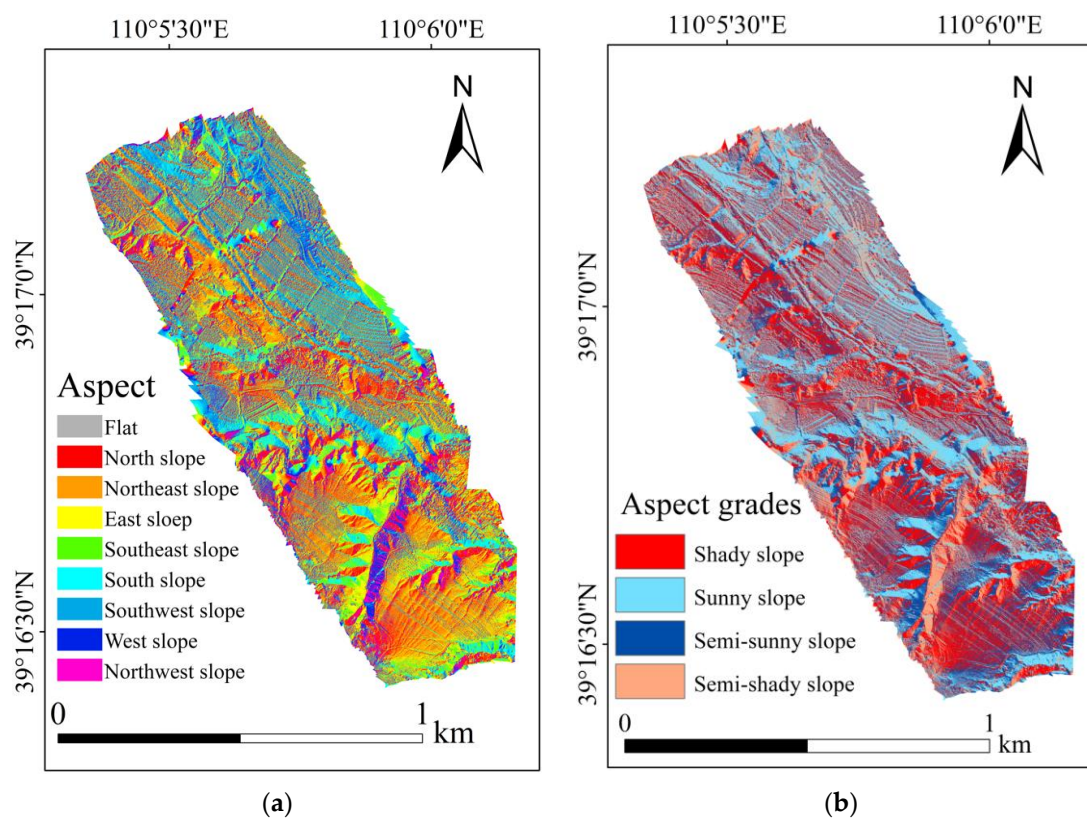 110°5'30"E
110°6'0"E
N
39°17'0"N
39°16'30"N
Aspect
Flat
North slope
Northeast slope
East sloep
Southeast slope
South slope
Southwest slope
West slope
Northwest slope
0
1
km
(a)
110°5'30"E
110°6'0"E
N
39°17'0"N
39°16'30"N
Aspect grades
Shady slope
Sunny slope
Semi-sunny slope
Semi-shady slope
0
1
km
(b)